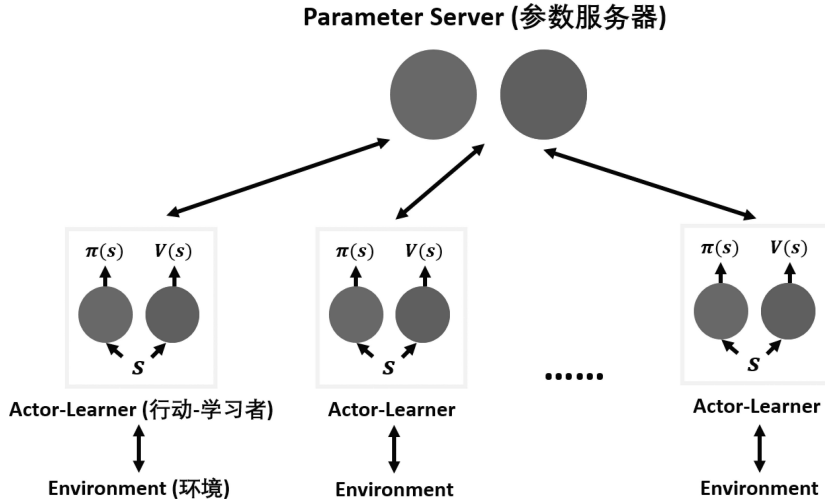 Parameter Server (参数服务器)
π(s) V(s)
S
Actor-Learner (行动-学习者)
Environment (环境)
π(s) V(s)
S
Actor-Learner
Environment
......
π(s) V(s)
S
Actor-Learner
Environment